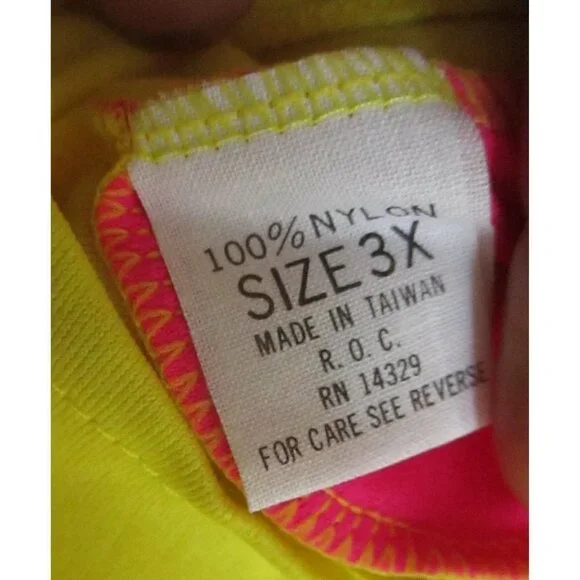 100% NYLON
SIZE 3X
MADE IN TAIWAN
R. O. C.
RN 14329
FOR CARE SEE REVERSE